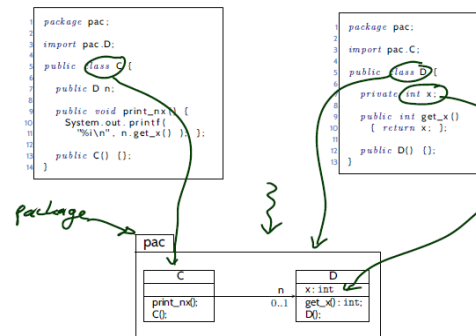 1 package pac;
2
3 import pac.D;
4
5 public class C {
6
7 public D n;
8
9 public void print_nx() {
10 System.out.printf(
11 "%i\n", n.get_x() ); };
12
13 public C() {};
14 }
1 package pac;
2
3 import pac.C;
4
5 public class D {
6
7 private int x;
8
9 public int get_x()
10 { return x; };
11
12 public D() {};
13 }
package
pac
C
print_nx();
C();
n
0..1
D
x: int
get_x(): int;
D();